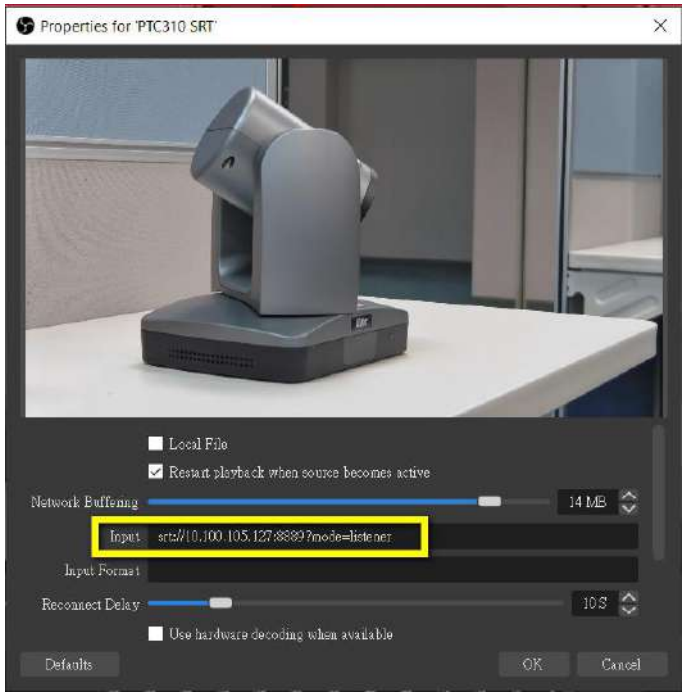 Properties for 'PTC310 SRT'
Local File
Restart playback when source becomes active
Network Buffering 14 MB
Input srt://10.100.105.127:8889?mode=listener
Input Format
Reconnect Delay 10 S
Use hardware decoding when available
Defaults OK Cancel